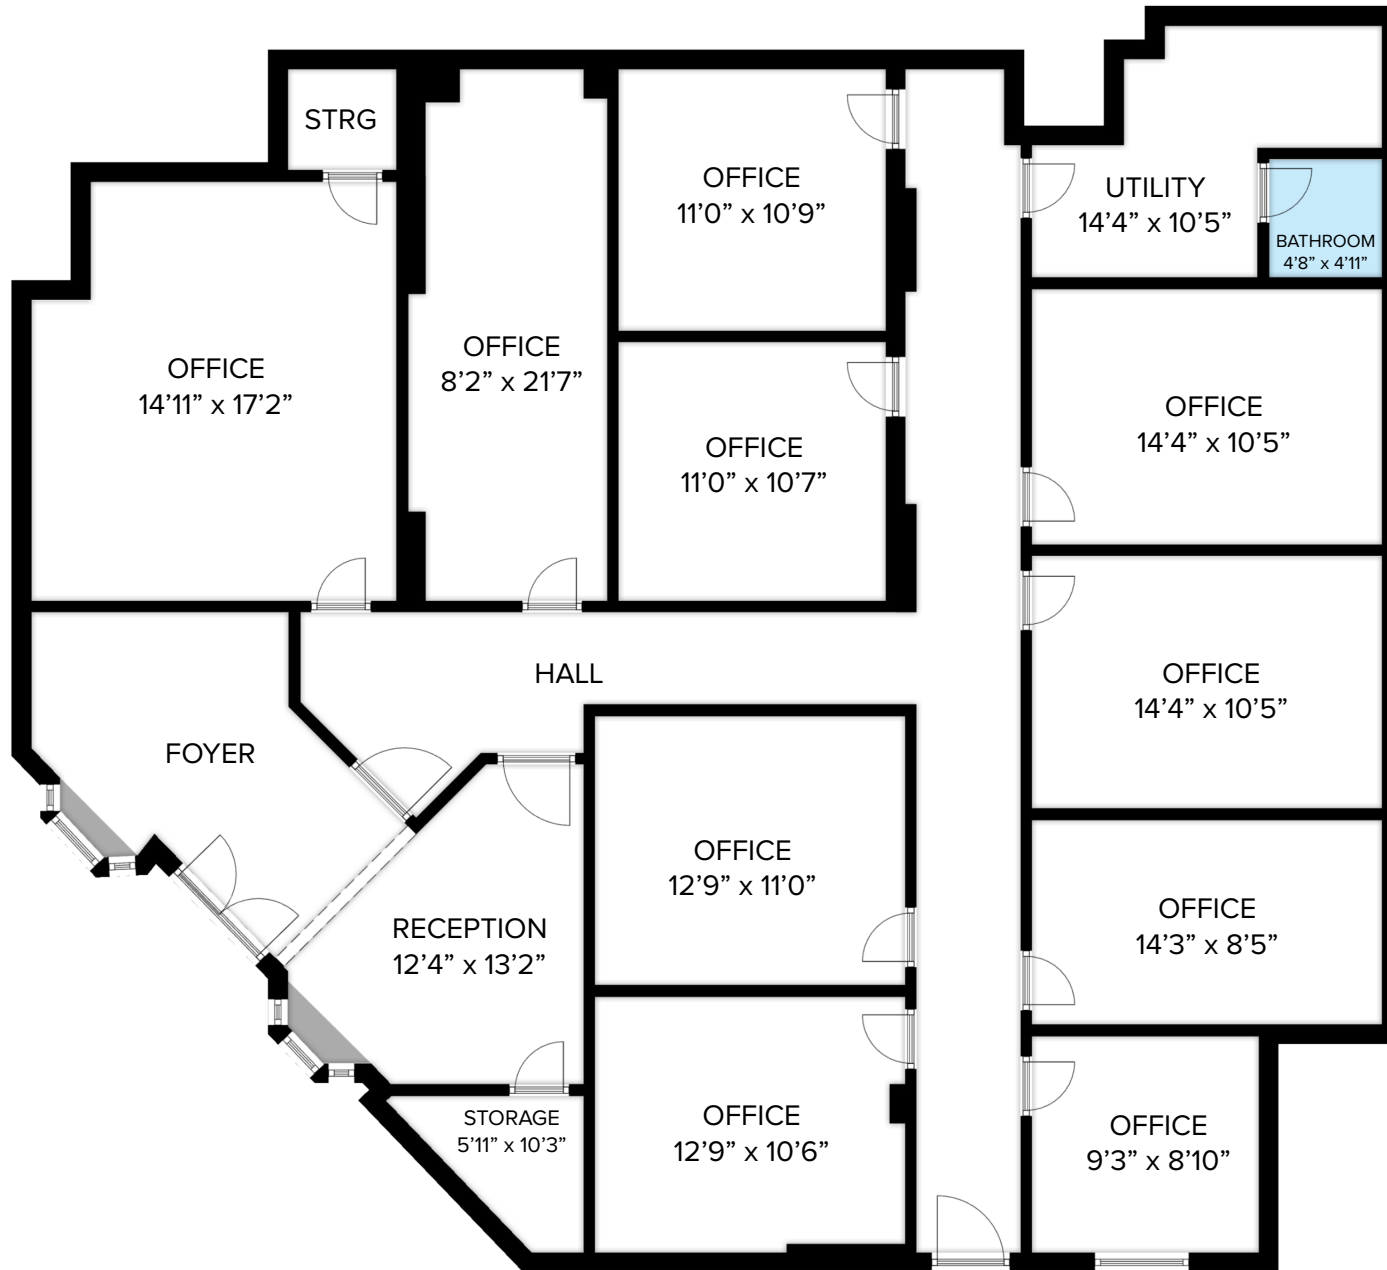 STRG
OFFICE
11’0” x 10’9”
UTILITY
14’4” x 10’5”
BATHROOM
4’8” x 4’11”
OFFICE
14’11” x 17’2”
OFFICE
8’2” x 21’7”
OFFICE
11’0” x 10’7”
OFFICE
14’4” x 10’5”
HALL
OFFICE
14’4” x 10’5”
FOYER
OFFICE
12’9” x 11’0”
RECEPTION
12’4” x 13’2”
OFFICE
14’3” x 8’5”
STORAGE
5’11” x 10’3”
OFFICE
12’9” x 10’6”
OFFICE
9’3” x 8’10”